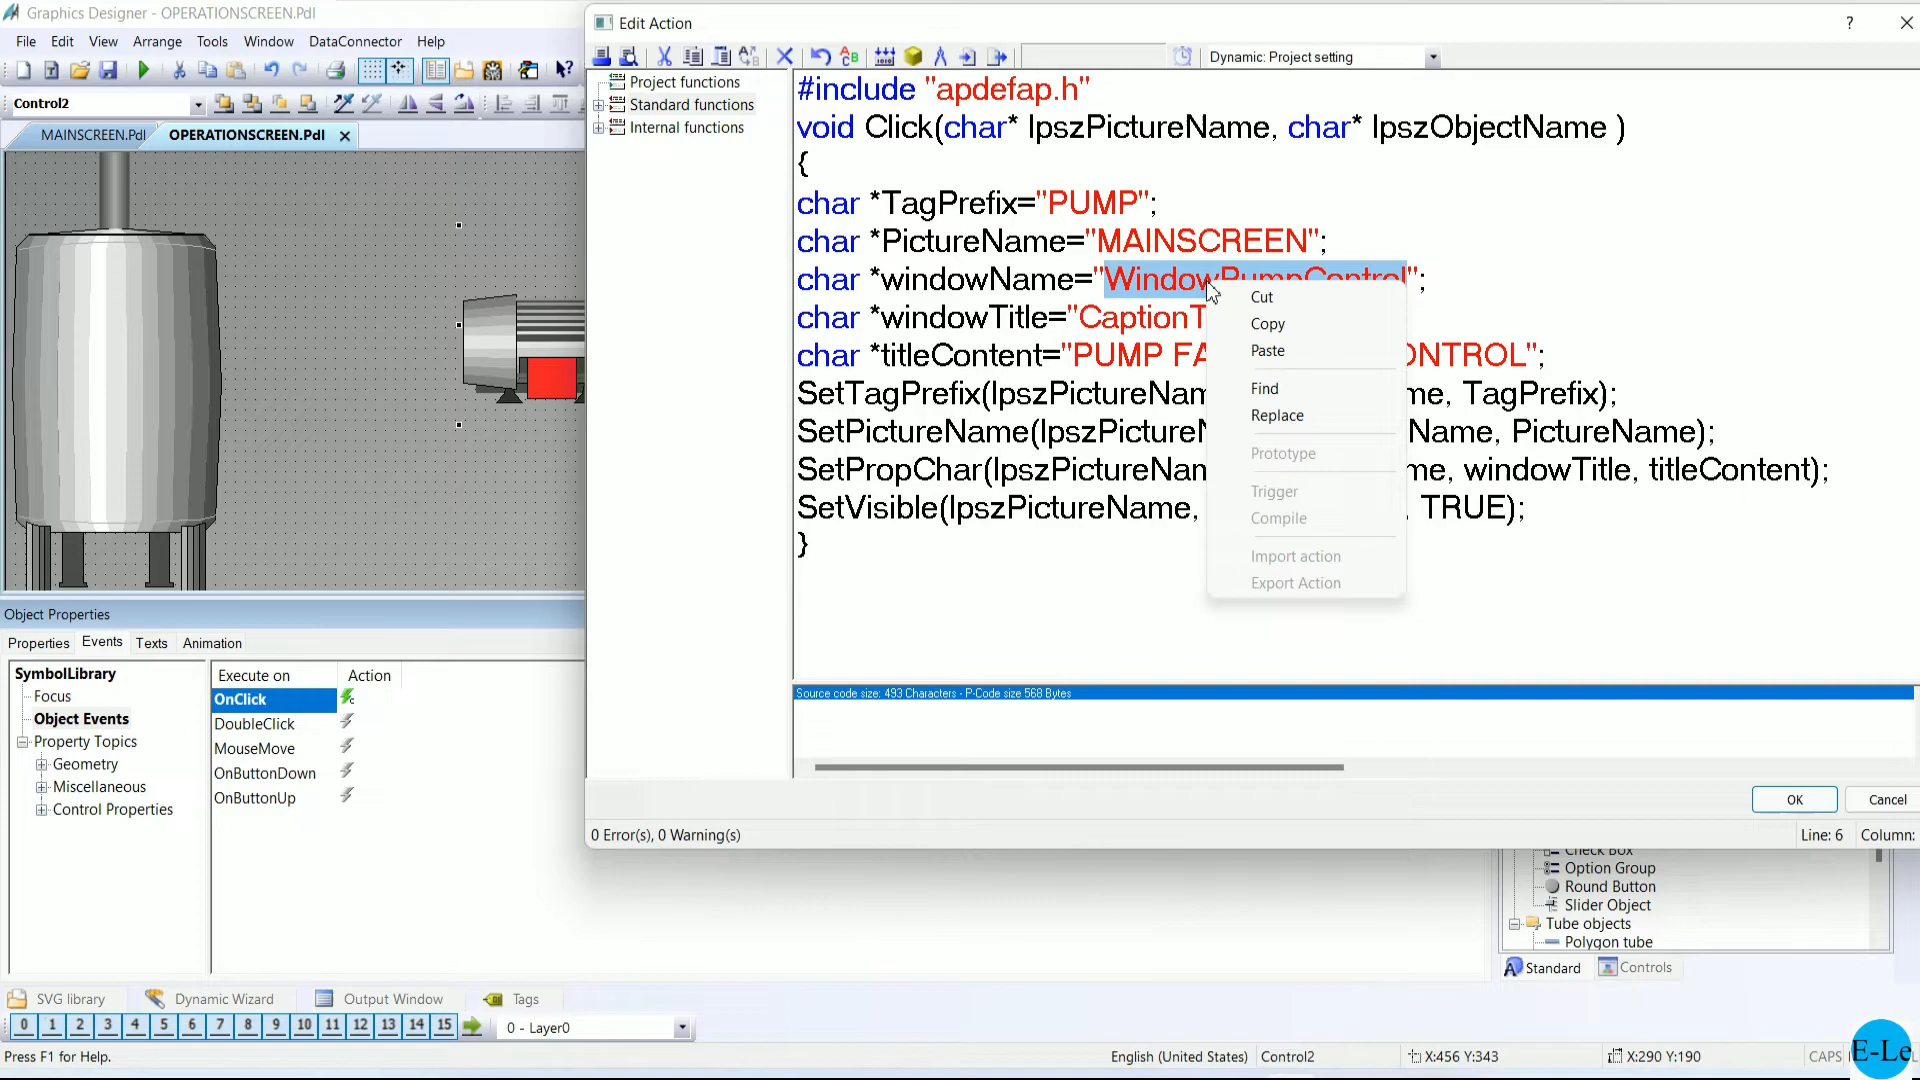 Graphics Designer - OPERATIONSCREEN.Pdl
File Edit View Arrange Tools Window DataConnector Help
Control2
MAINSCREEN.Pdl OPERATIONSCREEN.Pdl
Edit Action
Dynamic: Project setting
Project functions
Standard functions
Internal functions
#include "apdefap.h"
void Click(char* lpszPictureName, char* lpszObjectName )
{
char *TagPrefix="PUMP";
char *PictureName="MAINSCREEN";
char *windowName="WindowPumpControl";
char *windowTitle="CaptionT
char *titleContent="PUMP FA ONTROL";
SetTagPrefix(lpszPictureNam me, TagPrefix);
SetPictureName(lpszPictureN Name, PictureName);
SetPropChar(lpszPictureNam me, windowTitle, titleContent);
SetVisible(lpszPictureName, , TRUE);
}
Cut
Copy
Paste
Find
Replace
Prototype
Trigger
Compile
Import action
Export Action
Source code size: 493 Characters - P-Code size 568 Bytes
OK Cancel
0 Error(s), 0 Warning(s)
Line: 6 Column:
Object Properties
Properties Events Texts Animation
SymbolLibrary
Focus
Object Events
Property Topics
Geometry
Miscellaneous
Control Properties
Execute on Action
OnClick
DoubleClick
MouseMove
OnButtonDown
OnButtonUp
Check Box
Option Group
Round Button
Slider Object
Tube objects
Polygon tube
Standard Controls
SVG library Dynamic Wizard Output Window Tags
0 1 2 3 4 5 6 7 8 9 10 11 12 13 14 15 0 - Layer0
Press F1 for Help.
English (United States) Control2 X:456 Y:343 X:290 Y:190 CAPS
E-Le